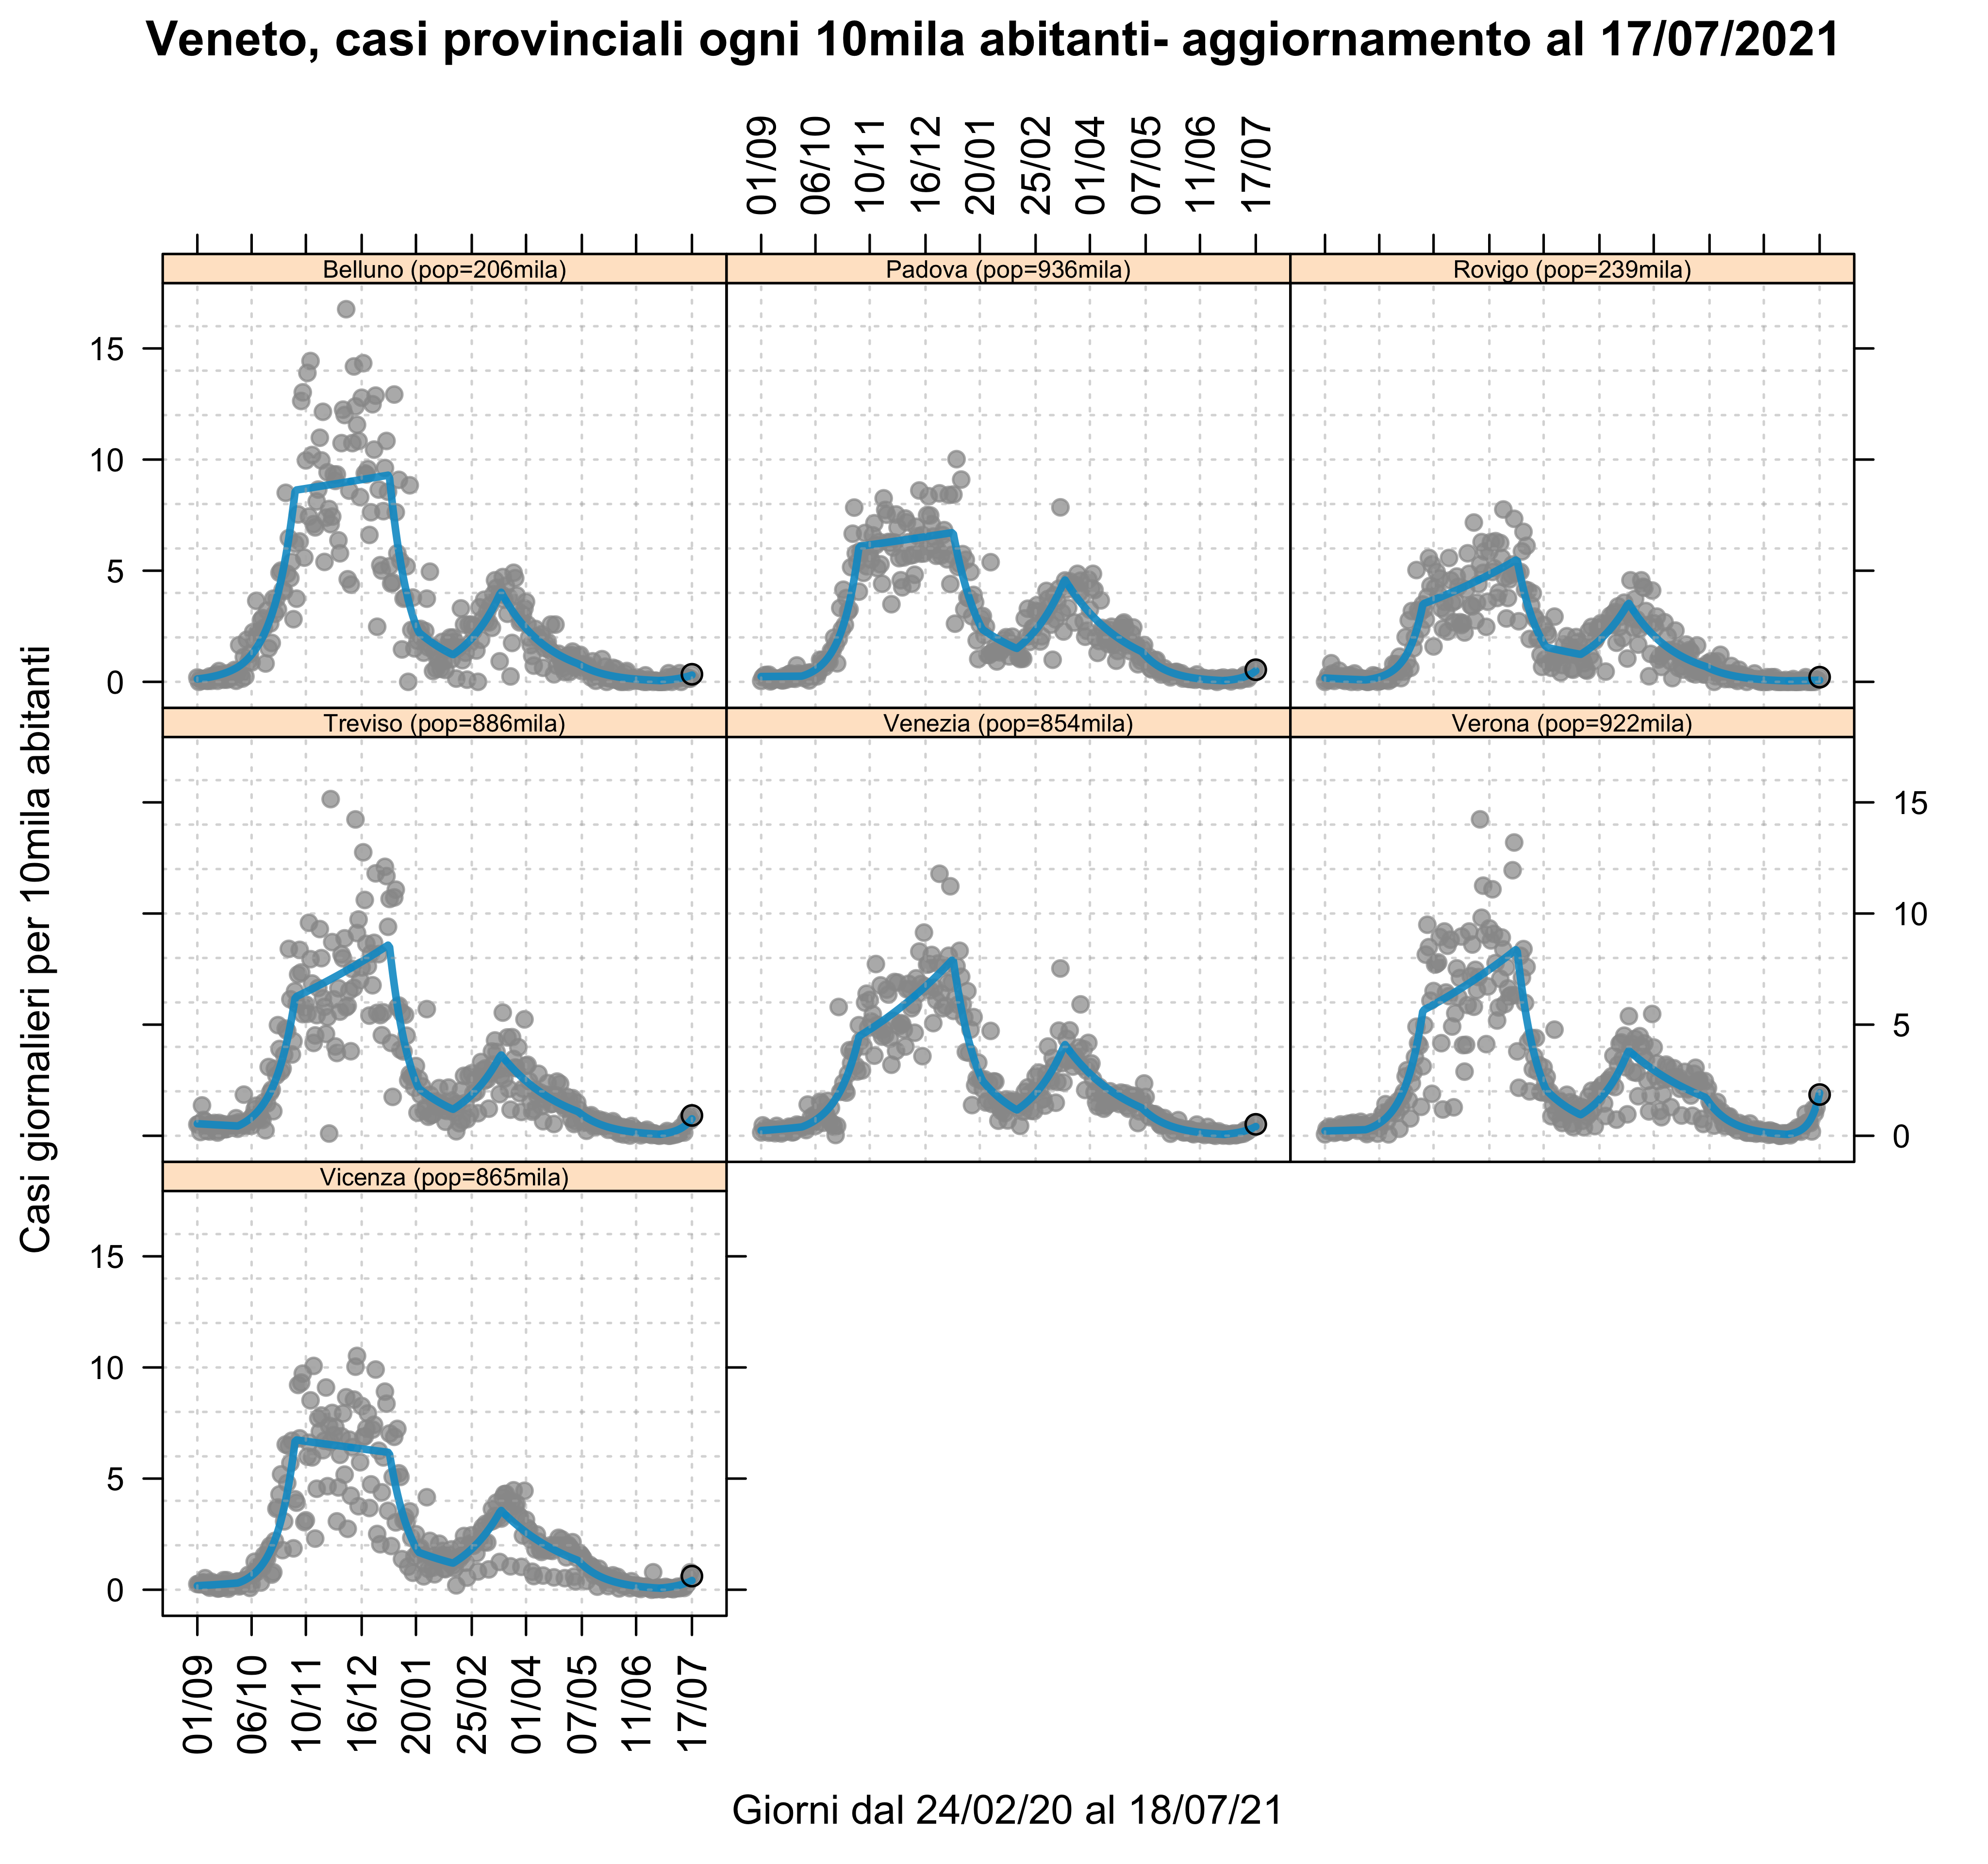 Veneto, casi provinciali ogni 10mila abitanti- aggiornamento al 17/07/2021
01/09 06/10 10/11 16/12 20/01 25/02 01/04 07/05 11/06 17/07
Belluno (pop=206mila) Padova (pop=936mila) Rovigo (pop=239mila)
15
10
5
0
Treviso (pop=886mila) Venezia (pop=854mila) Verona (pop=922mila)
15
10
5
0
Vicenza (pop=865mila)
15
10
5
0
Casi giornalieri per 10mila abitanti
01/09 06/10 10/11 16/12 20/01 25/02 01/04 07/05 11/06 17/07
Giorni dal 24/02/20 al 18/07/21